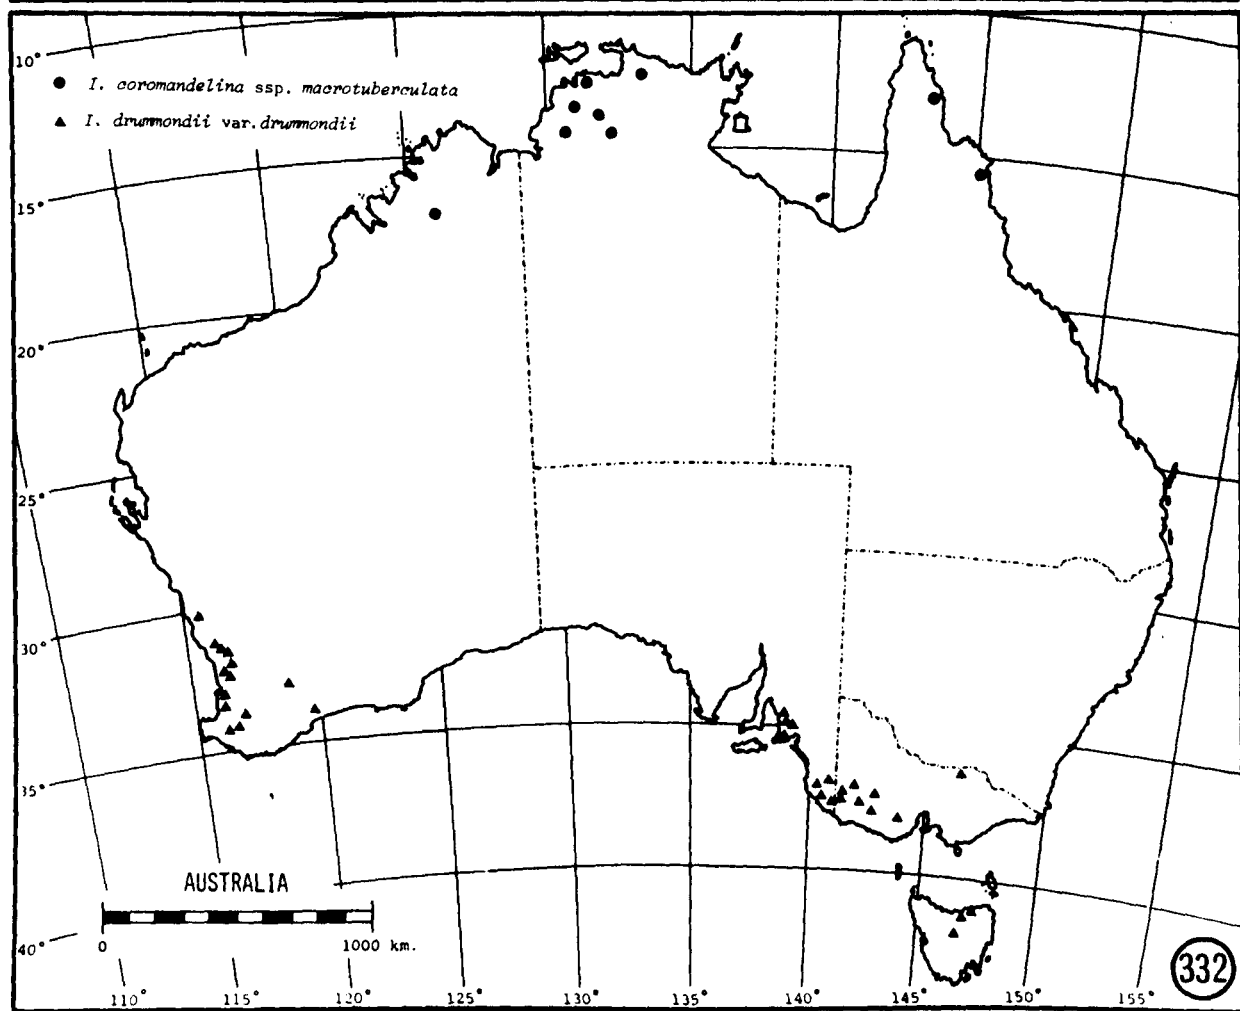 ● I. coromandelina ssp. macrotuberculata
▲ I. drummondii var. drummondii
10°
15°
20°
25°
30°
35°
40°
AUSTRALIA
0 1000 km.
110° 115° 120° 125° 130° 135° 140° 145° 150° 155°
332